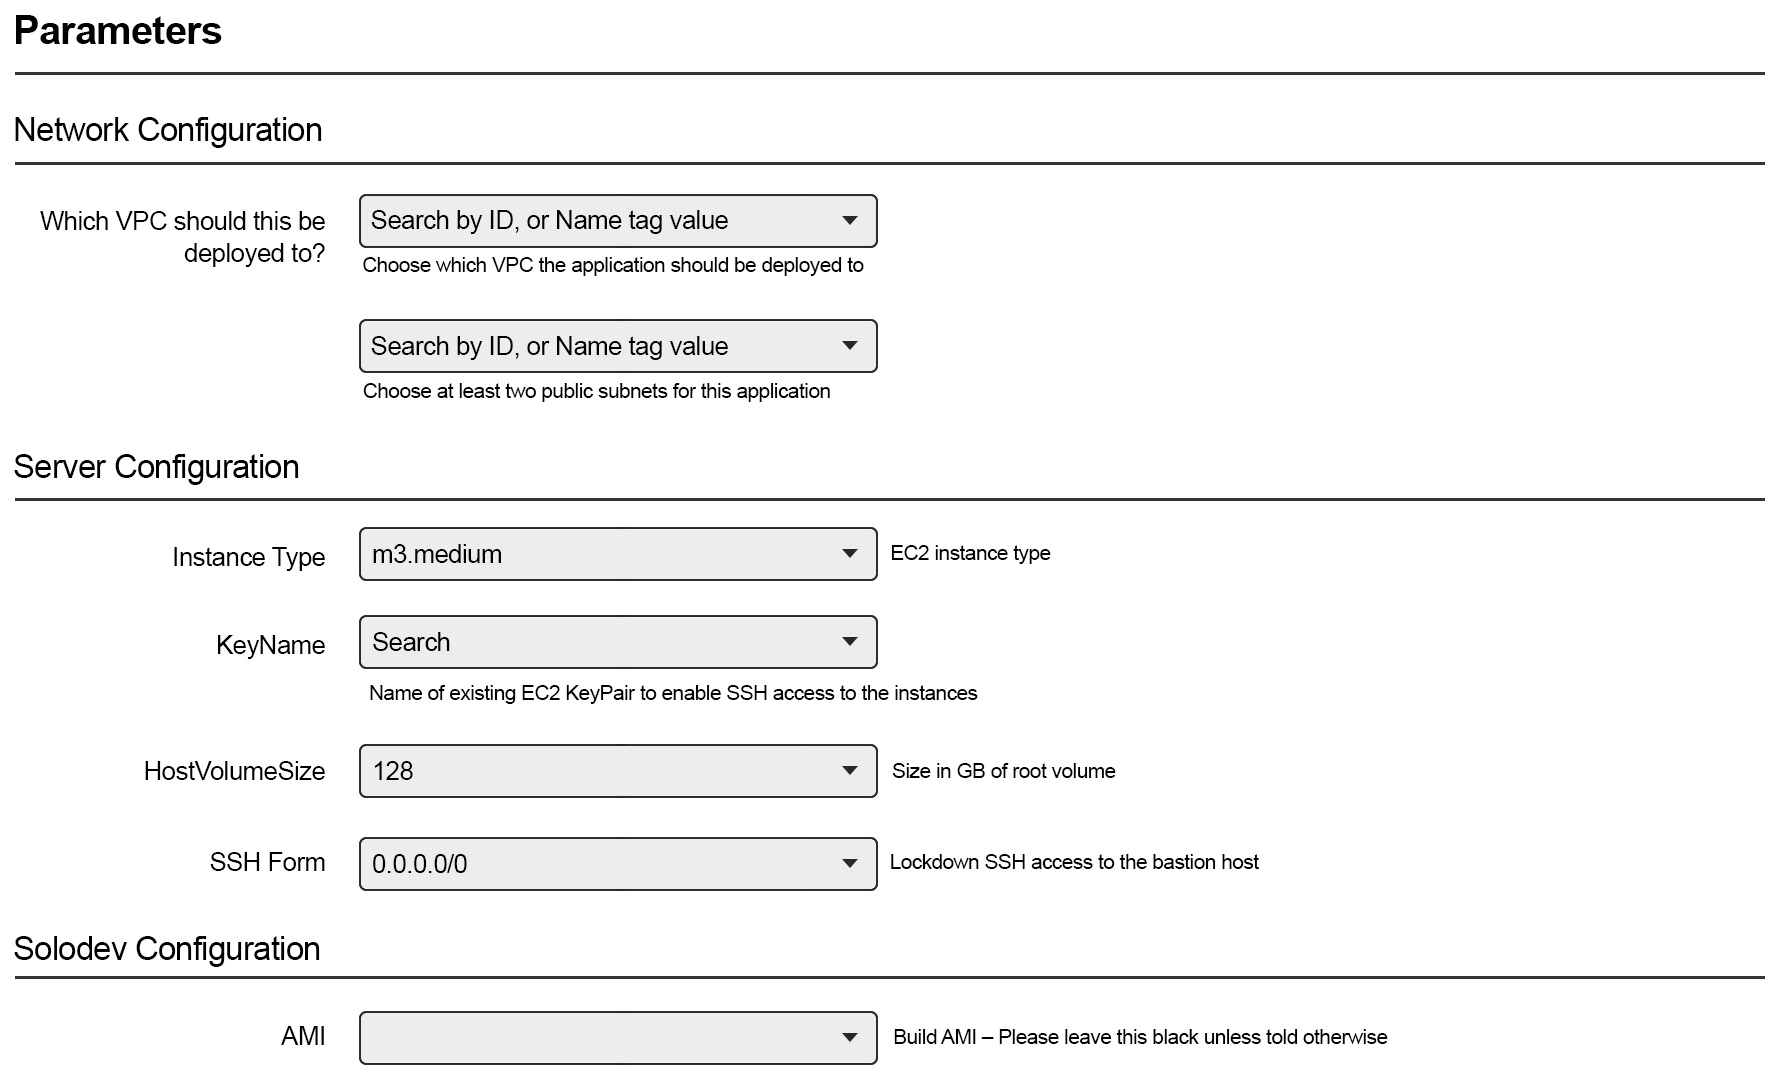 Parameters
Network Configuration
Which VPC should this be
deployed to?
Search by ID, or Name tag value
Choose which VPC the application should be deployed to
Search by ID, or Name tag value
Choose at least two public subnets for this application
Server Configuration
Instance Type
m3.medium
EC2 instance type
KeyName
Search
Name of existing EC2 KeyPair to enable SSH access to the instances
HostVolumeSize
128
Size in GB of root volume
SSH Form
0.0.0.0/0
Lockdown SSH access to the bastion host
Solodev Configuration
AMI
Build AMI – Please leave this black unless told otherwise